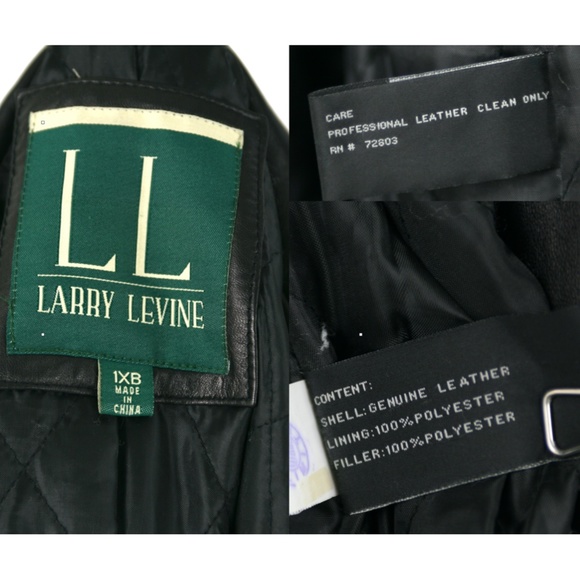 LL
LARRY LEVINE
1XB
MADE
IN
CHINA
CARE
PROFESSIONAL LEATHER CLEAN ONLY
RN # 72803
CONTENT:
SHELL:GENUINE LEATHER
LINING:100%POLYESTER
FILLER:100%POLYESTER